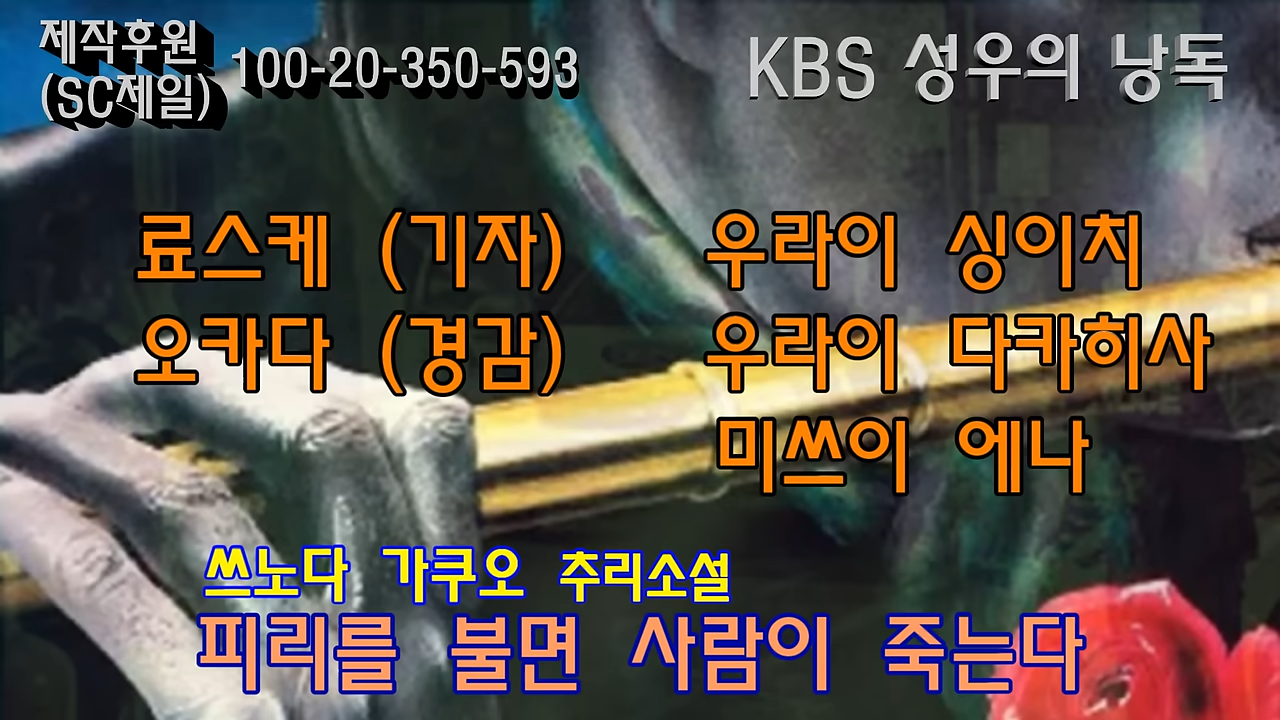 제작후원
(SC제일)
100-20-350-593
KBS 성우의 낭독
료스케 (기자)
우라이 싱이치
오카다 (경감)
우라이 다카히사
미쓰이 에나
쓰노다 가쿠오 추리소설
피리를 불면 사람이 죽는다